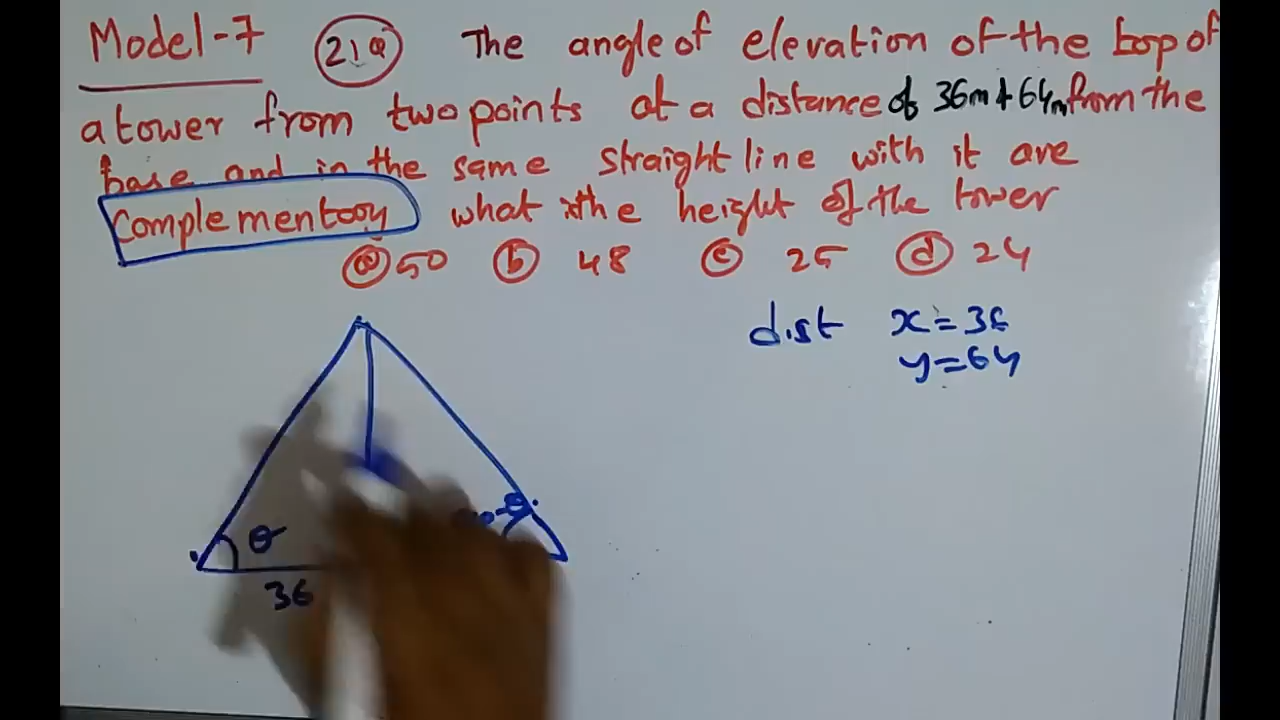 Model-7 21Q The angle of elevation of the top of
a tower from two points at a distance of 36m & 64m from the
base and in the same straight line with it are
Complementory what is the height of the tower
a 50 b 48 c 25 d 24
dist x=36
y=64
θ
36